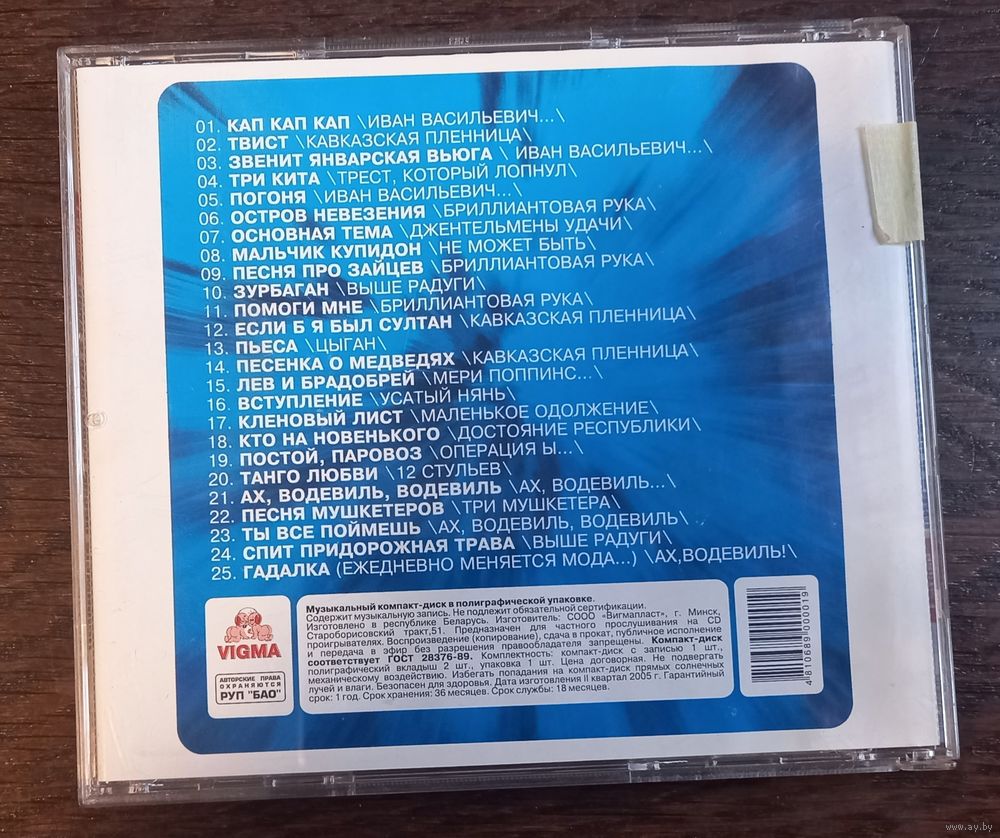 01. КАП КАП КАП \ИВАН ВАСИЛЬЕВИЧ...\
02. ТВИСТ \КАВКАЗСКАЯ ПЛЕННИЦА\
03. ЗВЕНИТ ЯНВАРСКАЯ ВЬЮГА \ ИВАН ВАСИЛЬЕВИЧ...\
04. ТРИ КИТА \ТРЕСТ, КОТОРЫЙ ЛОПНУЛ\
05. ПОГОНЯ \ИВАН ВАСИЛЬЕВИЧ...\
06. ОСТРОВ НЕВЕЗЕНИЯ \БРИЛЛИАНТОВАЯ РУКА\
07. ОСНОВНАЯ ТЕМА \ДЖЕНТЕЛЬМЕНЫ УДАЧИ\
08. МАЛЬЧИК КУПИДОН \НЕ МОЖЕТ БЫТЬ\
09. ПЕСНЯ ПРО ЗАЙЦЕВ \БРИЛЛИАНТОВАЯ РУКА\
10. ЗУРБАГАН \ВЫШЕ РАДУГИ\
11. ПОМОГИ МНЕ \БРИЛЛИАНТОВАЯ РУКА\
12. ЕСЛИ Б Я БЫЛ СУЛТАН \КАВКАЗСКАЯ ПЛЕННИЦА\
13. ПЬЕСА \ЦЫГАН\
14. ПЕСЕНКА О МЕДВЕДЯХ \КАВКАЗСКАЯ ПЛЕННИЦА\
15. ЛЕВ И БРАДОБРЕЙ \МЕРИ ПОППИНС...\
16. ВСТУПЛЕНИЕ \УСАТЫЙ НЯНЬ\
17. КЛЕНОВЫЙ ЛИСТ \МАЛЕНЬКОЕ ОДОЛЖЕНИЕ\
18. КТО НА НОВЕНЬКОГО \ДОСТОЯНИЕ РЕСПУБЛИКИ\
19. ПОСТОЙ, ПАРОВОЗ \ОПЕРАЦИЯ Ы...\
20. ТАНГО ЛЮБВИ \12 СТУЛЬЕВ\
21. АХ, ВОДЕВИЛЬ, ВОДЕВИЛЬ \АХ, ВОДЕВИЛЬ...\
22. ПЕСНЯ МУШКЕТЕРОВ \ТРИ МУШКЕТЕРА\
23. ТЫ ВСЕ ПОЙМЕШЬ \АХ, ВОДЕВИЛЬ, ВОДЕВИЛЬ\
24. СПИТ ПРИДОРОЖНАЯ ТРАВА \ВЫШЕ РАДУГИ\
25. ГАДАЛКА (ЕЖЕДНЕВНО МЕНЯЕТСЯ МОДА...) \АХ,ВОДЕВИЛЬ!\
VIGMA
АВТОРСКИЕ ПРАВА
ОХРАНЯЮТСЯ
РУП "БАО"
Музыкальный компакт-диск в полиграфической упаковке.
Содержит музыкальную запись. Не подлежит обязательной сертификации.
Изготовлено в республике Беларусь. Изготовитель: СООО «Вигмапласт», г. Минск,
Староборисовский тракт,51. Предназначен для частного прослушивания на CD
проигрывателях. Воспроизведение (копирование), сдача в прокат, публичное исполнение
и передача в эфир без разрешения правообладателя запрещены. Компакт-диск
соответствует ГОСТ 28376-89. Комплектность: компакт-диск с записью 1 шт.,
полиграфический вкладыш 2 шт., упаковка 1 шт. Цена договорная. Не подвергать
механическому воздействию. Избегать попадания на компакт-диск прямых солнечных
лучей и влаги. Безопасен для здоровья. Дата изготовления II квартал 2005 г. Гарантийный
срок: 1 год. Срок хранения: 36 месяцев. Срок службы: 18 месяцев.
4810689000019
www.ay.by